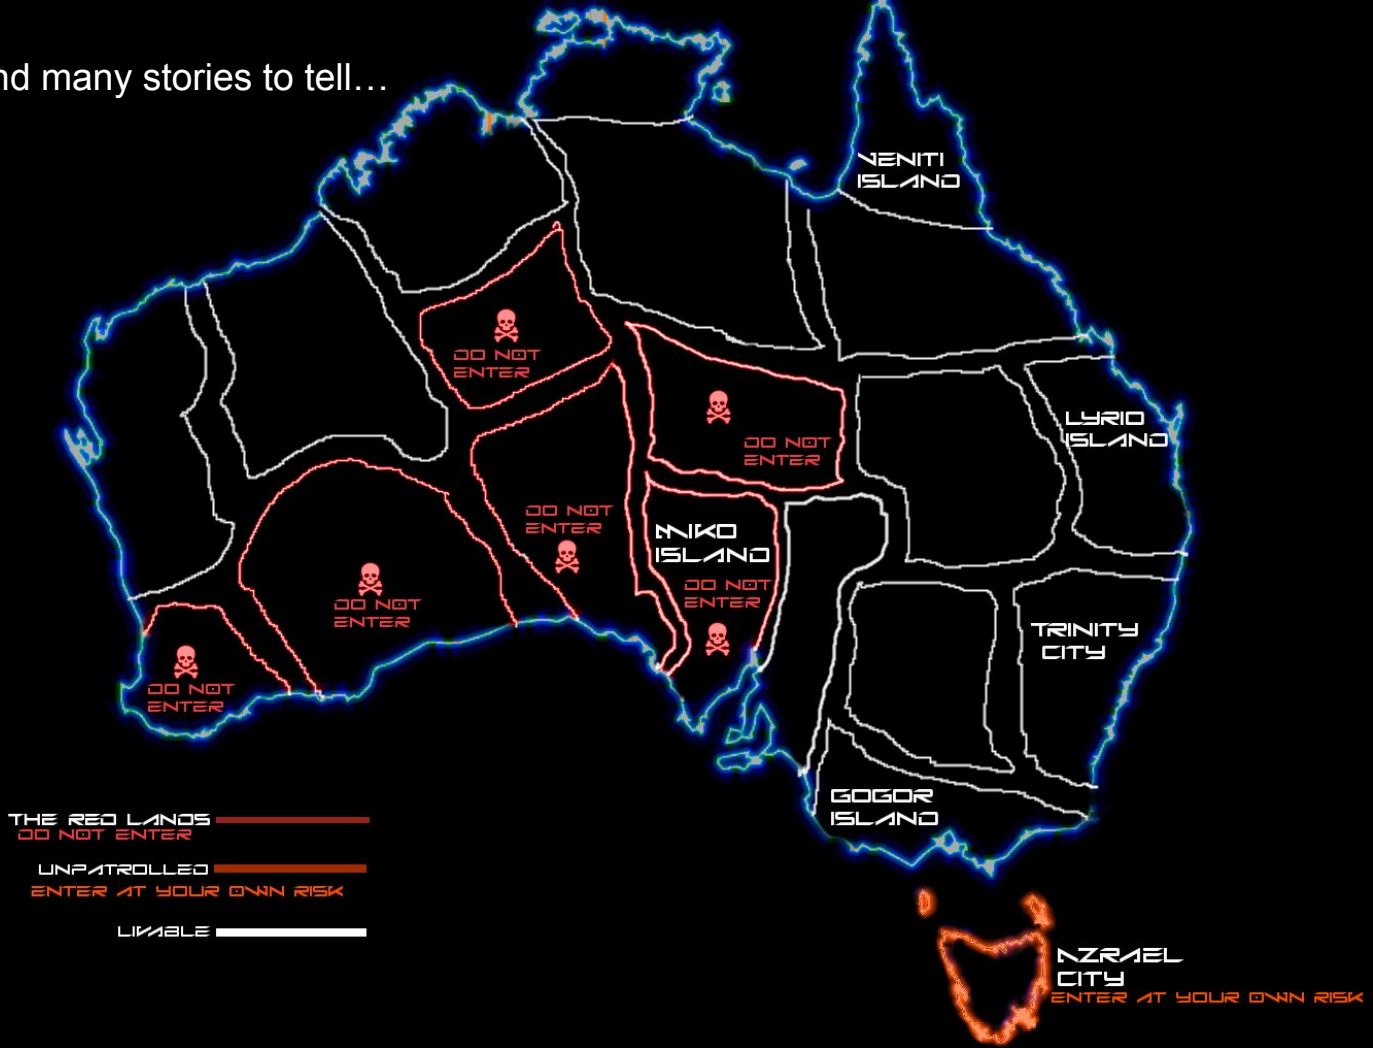 nd many stories to tell…
VENITI
ISLAND
DO NOT
ENTER
LYRIO
ISLAND
DO NOT
ENTER
DO NOT
ENTER
MIKO
ISLAND
DO NOT
ENTER
DO NOT
ENTER
TRINITY
CITY
DO NOT
ENTER
GOGOR
ISLAND
THE RED LANDS
DO NOT ENTER
UNPATROLLED
ENTER AT YOUR OWN RISK
LIVABLE
AZRAEL
CITY
ENTER AT YOUR OWN RISK